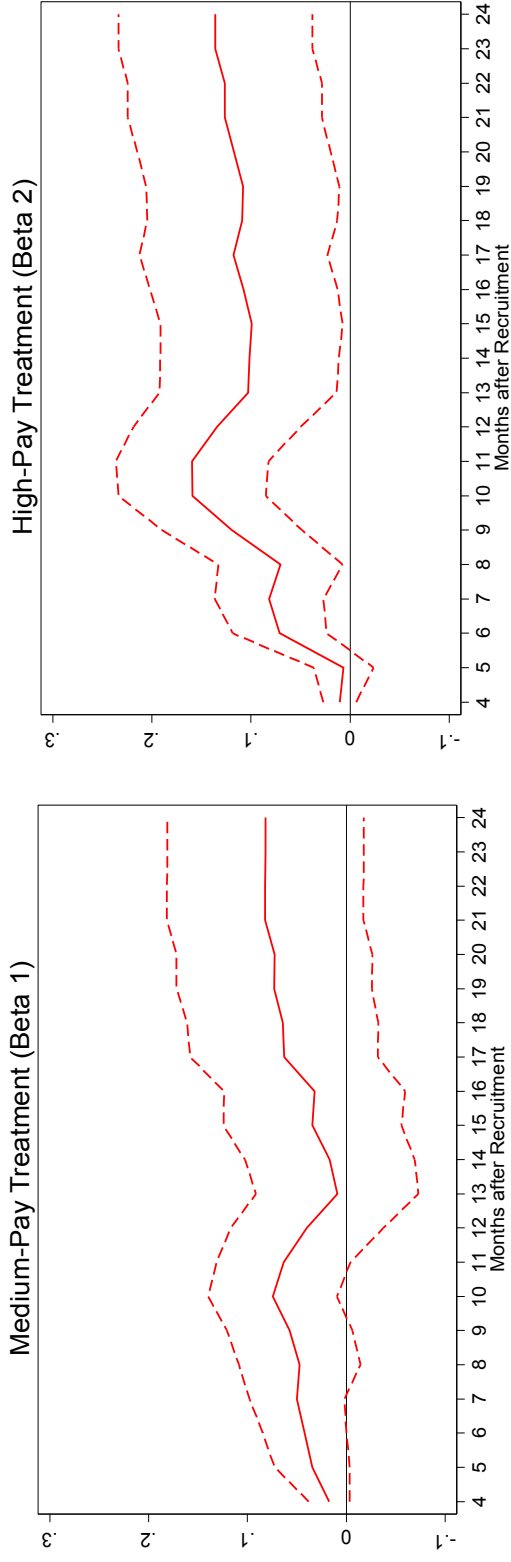 Medium-Pay Treatment (Beta 1)
.3
.2
.1
0
-.1
4 5 6 7 8 9 10 11 12 13 14 15 16 17 18 19 20 21 22 23 24
Months after Recruitment
High-Pay Treatment (Beta 2)
.3
.2
.1
0
-.1
4 5 6 7 8 9 10 11 12 13 14 15 16 17 18 19 20 21 22 23 24
Months after Recruitment